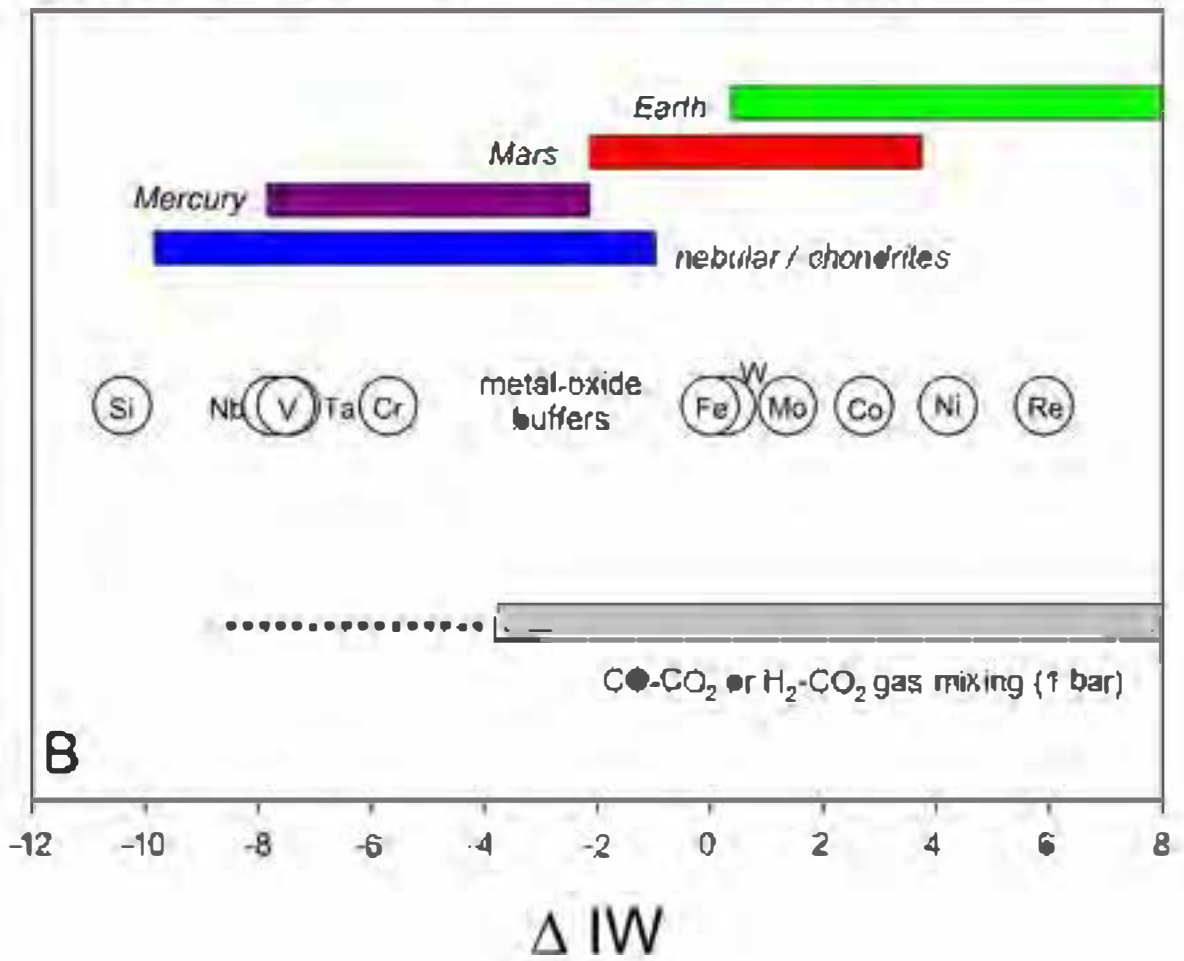 Earth
Mars
Mercury
nebular / chondrites
Si Nb V Ta Cr metal-oxide buffers Fe W Mo Co Ni Re
CO-CO₂ or H₂-CO₂ gas mixing (1 bar)
B
-12 -10 -8 -6 -4 -2 0 2 4 6 8
Δ IW